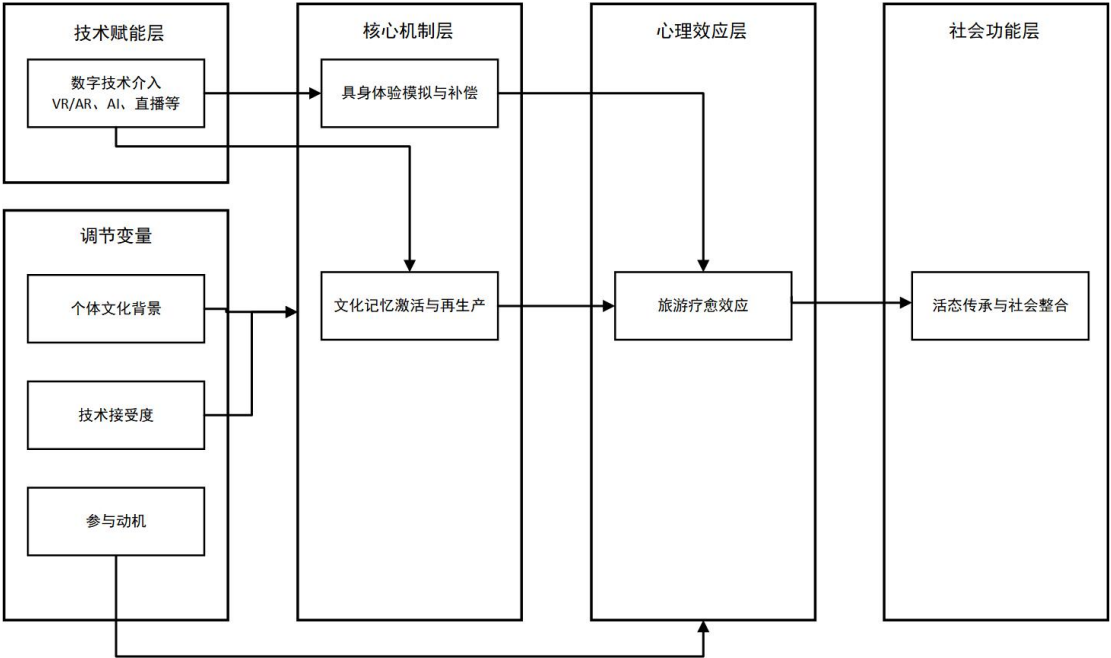 技术赋能层
数字技术介入
VR/AR、AI、直播等
调节变量
个体文化背景
技术接受度
参与动机
核心机制层
具身体验模拟与补偿
文化记忆激活与再生产
心理效应层
旅游疗愈效应
社会功能层
活态传承与社会整合